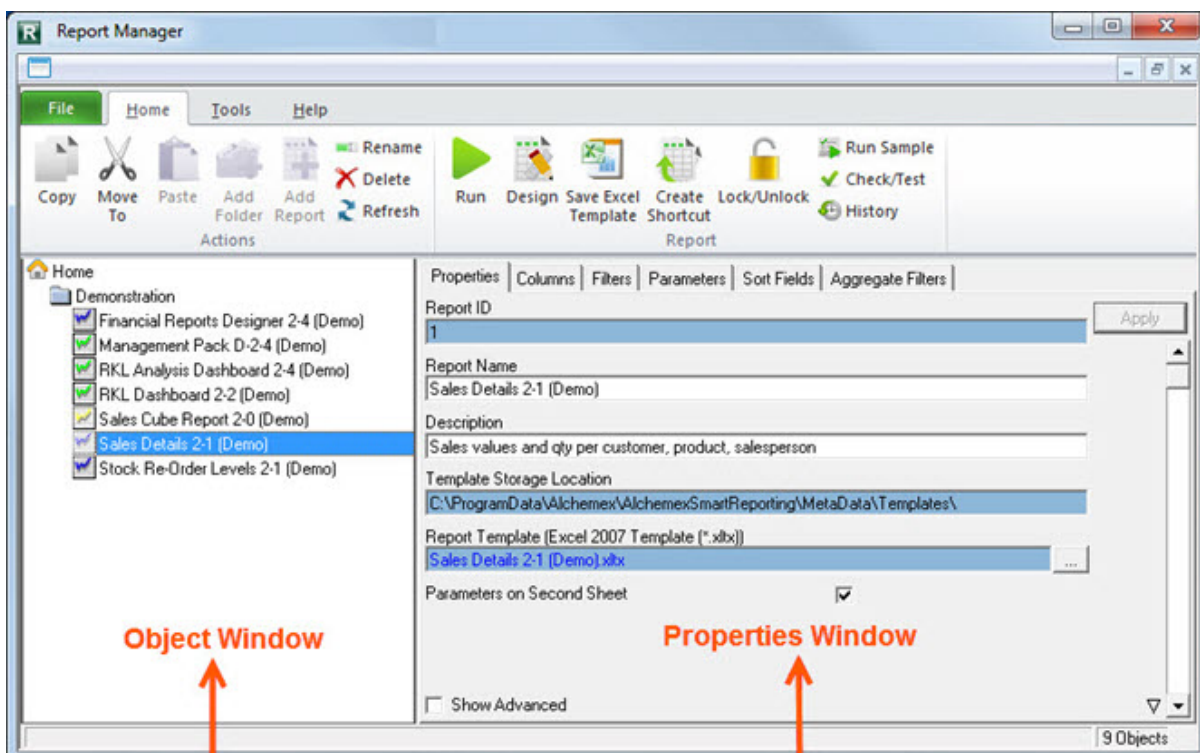 R Report Manager
File Home Tools Help
Copy
Move To
Paste
Add Folder
Add Report
Rename
Delete
Refresh
Actions
Run
Design
Save Excel Template
Create Shortcut
Lock/Unlock
Run Sample
Check/Test
History
Report
Home
Demonstration
Financial Reports Designer 2-4 (Demo)
Management Pack D-2-4 (Demo)
RKL Analysis Dashboard 2-4 (Demo)
RKL Dashboard 2-2 (Demo)
Sales Cube Report 2-0 (Demo)
Sales Details 2-1 (Demo)
Stock Re-Order Levels 2-1 (Demo)
Object Window
Properties Columns Filters Parameters Sort Fields Aggregate Filters
Report ID
1
Apply
Report Name
Sales Details 2-1 (Demo)
Description
Sales values and qty per customer, product, salesperson
Template Storage Location
C:\ProgramData\Alchemex\AlchemexSmartReporting\MetaData\Templates\
Report Template (Excel 2007 Template (*.xltx))
Sales Details 2-1 (Demo).xltx
...
Parameters on Second Sheet
Properties Window
Show Advanced
9 Objects